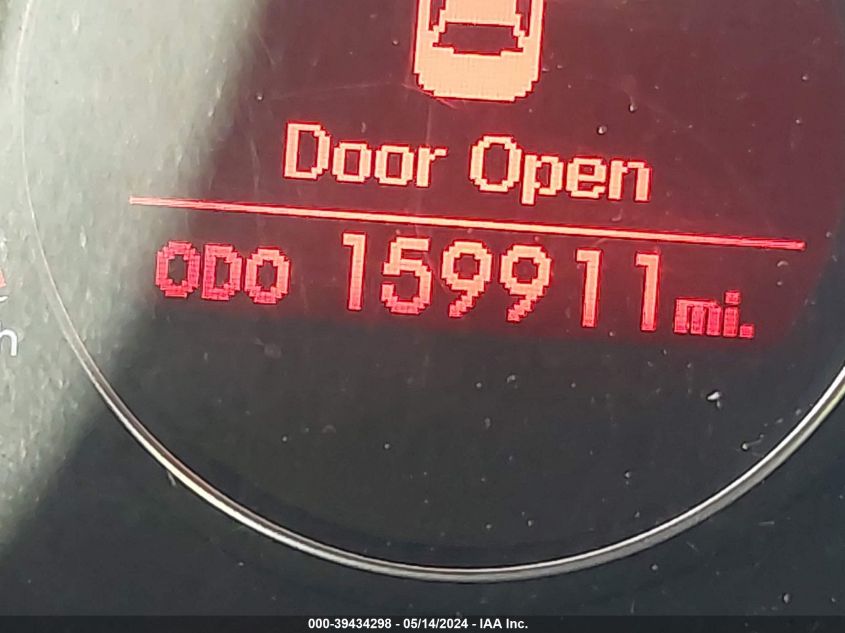 Door Open
ODO 159911 mi.
h
000-39434298 - 05/14/2024 - IAA Inc.